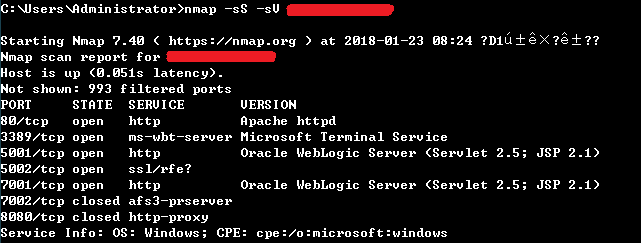 C:\Users\Administrator>nmap -sS -sV
Starting Nmap 7.40 ( https://nmap.org ) at 2018-01-23 08:24 ?D1ú±ê×?ê±??
Nmap scan report for
Host is up (0.051s latency).
Not shown: 993 filtered ports
PORT     STATE  SERVICE       VERSION
80/tcp   open   http          Apache httpd
3389/tcp open   ms-wbt-server Microsoft Terminal Service
5001/tcp open   http          Oracle WebLogic Server (Servlet 2.5; JSP 2.1)
5002/tcp open   ssl/rfe?
7001/tcp open   http          Oracle WebLogic Server (Servlet 2.5; JSP 2.1)
7002/tcp closed afs3-prserver
8080/tcp closed http-proxy
Service Info: OS: Windows; CPE: cpe:/o:microsoft:windows